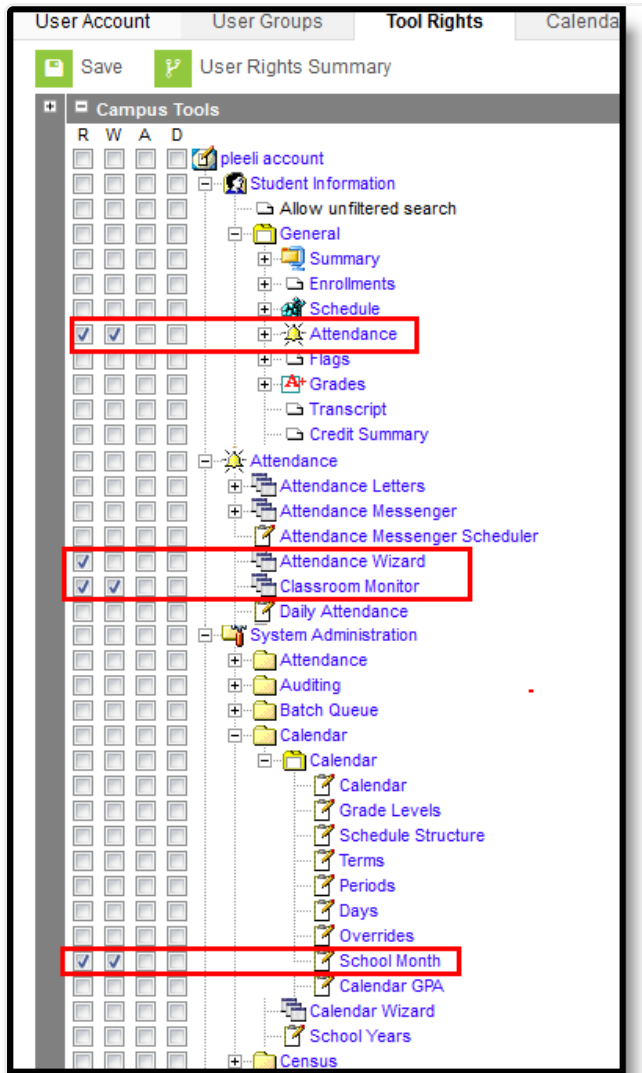 User Account User Groups Tool Rights Calenda
Save User Rights Summary
Campus Tools
R W A D
pleeli account
Student Information
Allow unfiltered search
General
Summary
Enrollments
Schedule
Attendance
Flags
A+ Grades
Transcript
Credit Summary
Attendance
Attendance Letters
Attendance Messenger
Attendance Messenger Scheduler
Attendance Wizard
Classroom Monitor
Daily Attendance
System Administration
Attendance
Auditing
Batch Queue
Calendar
Calendar
Calendar
Grade Levels
Schedule Structure
Terms
Periods
Days
Overrides
School Month
Calendar GPA
Calendar Wizard
School Years
Census